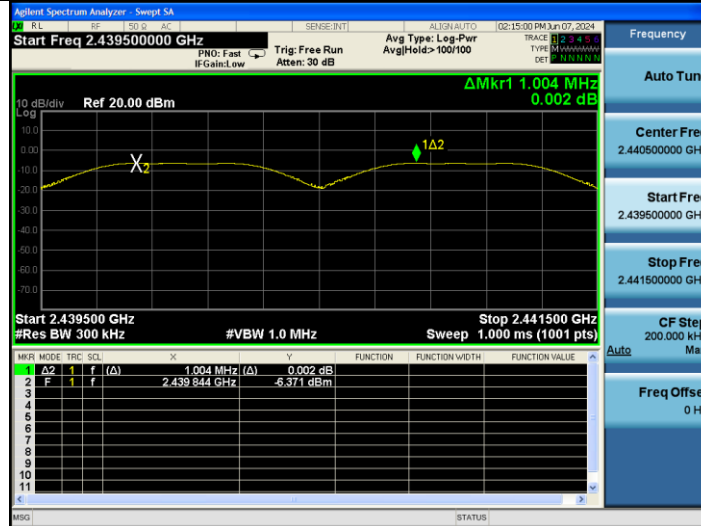 Agilent Spectrum Analyzer - Swept SA
RL RF 50 Ω AC SENSE:INT ALIGN AUTO 02:15:00 PM Jun 07, 2024
Start Freq 2.439500000 GHz
PNO: Fast
IFGain:Low
Trig: Free Run
Atten: 30 dB
Avg Type: Log-Pwr
Avg|Hold:>100/100
TRACE 1 2 3 4 5 6
TYPE M
DET P N N N N N
ΔMkr1 1.004 MHz
0.002 dB
10 dB/div Ref 20.00 dBm
Log
10.0
0.00
-10.0
-20.0
-30.0
-40.0
-50.0
-60.0
-70.0
X2
1Δ2
Start 2.439500 GHz Stop 2.441500 GHz
#Res BW 300 kHz #VBW 1.0 MHz Sweep 1.000 ms (1001 pts)
MKR MODE TRC SCL X Y FUNCTION FUNCTION WIDTH FUNCTION VALUE
1 Δ2 1 f (Δ) 1.004 MHz (Δ) 0.002 dB
2 F 1 f 2.439 844 GHz -6.371 dBm
3
4
5
6
7
8
9
10
11
MSG STATUS
Frequency
Auto Tun
Center Fre
2.440500000 GH
Start Fre
2.439500000 GH
Stop Fre
2.441500000 GH
CF Step
200.000 kH
Auto Ma
Freq Offse
0 H